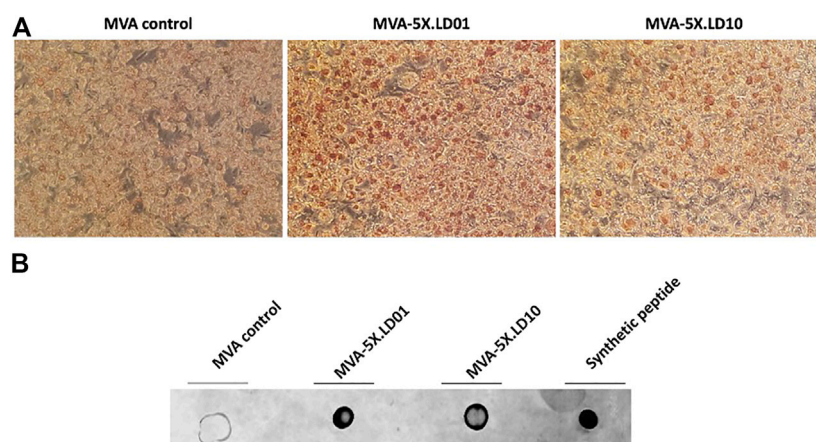 A
MVA control
MVA-5X.LD01
MVA-5X.LD10
B
MVA control
MVA-5X.LD01
MVA-5X.LD10
Synthetic peptide